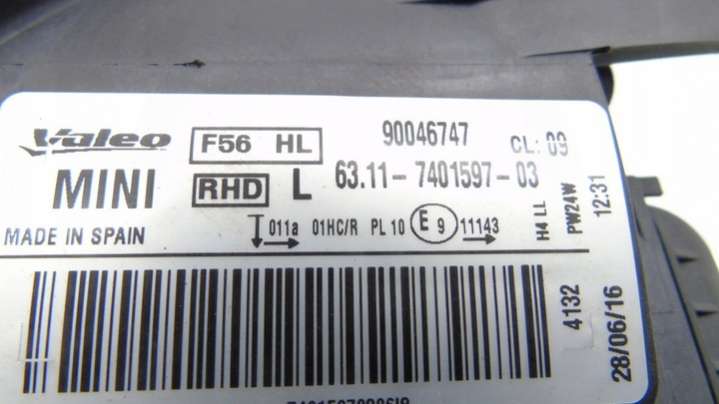 Valeo F56 HL 90046747 CL: 09
MINI RHD L 63.11-7401597-03
MADE IN SPAIN 011a 01HC/R PL 10 E 9 11143
H4 LL
PW24W
12:31
4132
28/06/16